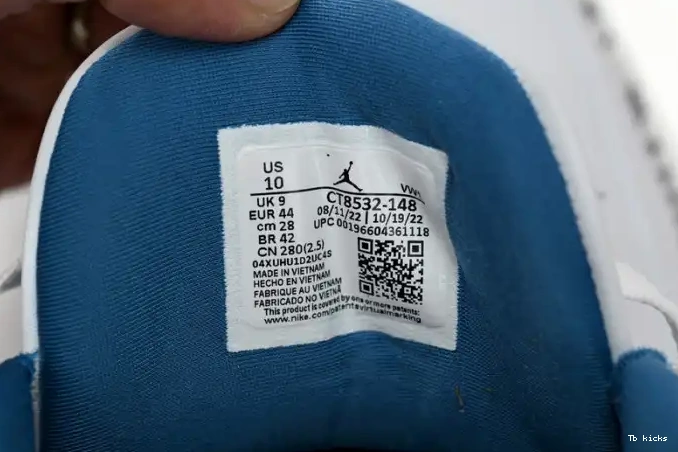 US
10
UK 9
EUR 44
cm 28
BR 42
CN 280(2.5)
04XUHU1D2UC4S
MADE IN VIETNAM
HECHO EN VIETNAM
FABRIQUE AU VIETNAM
FABRICADO NO VIETNÃ
CT8532-148
08/11/22 | 10/19/22
UPC 00196604361118
This product is covered by one or more patents:
www.nike.com/patentsvirtualmarking
Tb kicks